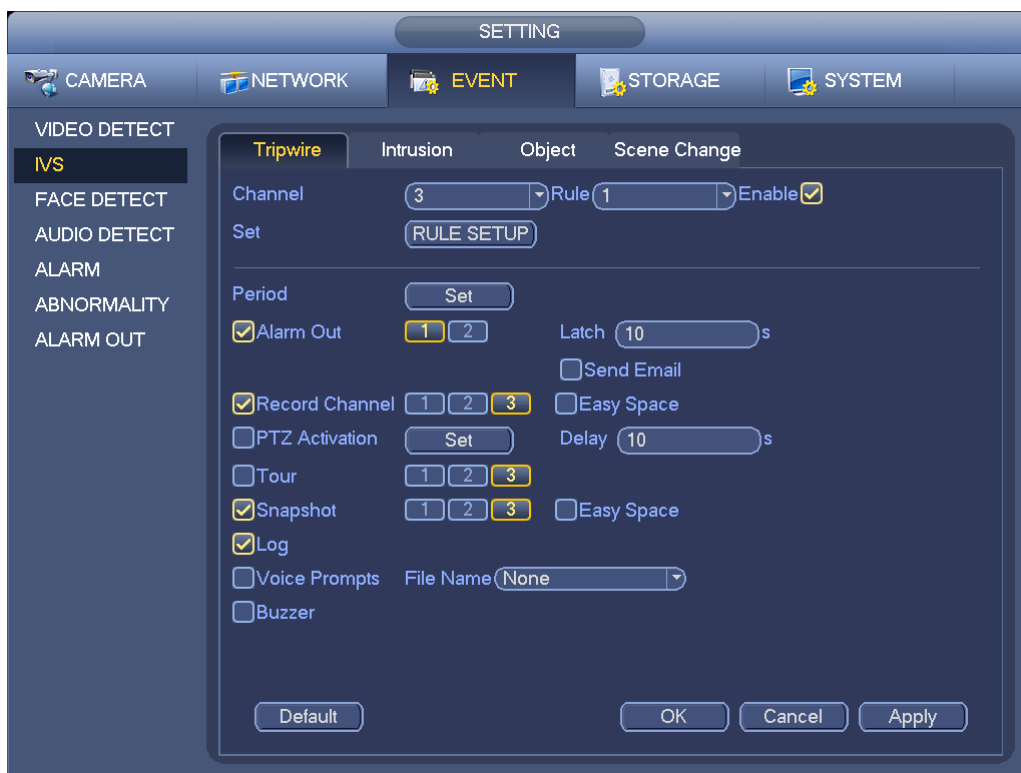 SETTING
CAMERA NETWORK EVENT STORAGE SYSTEM
VIDEO DETECT
IVS
FACE DETECT
AUDIO DETECT
ALARM
ABNORMALITY
ALARM OUT
Tripwire Intrusion Object Scene Change
Channel 3 Rule 1 Enable
Set RULE SETUP
Period Set
Alarm Out 1 2 Latch 10 s
Send Email
Record Channel 1 2 3 Easy Space
PTZ Activation Set Delay 10 s
Tour 1 2 3
Snapshot 1 2 3 Easy Space
Log
Voice Prompts File Name None
Buzzer
Default OK Cancel Apply